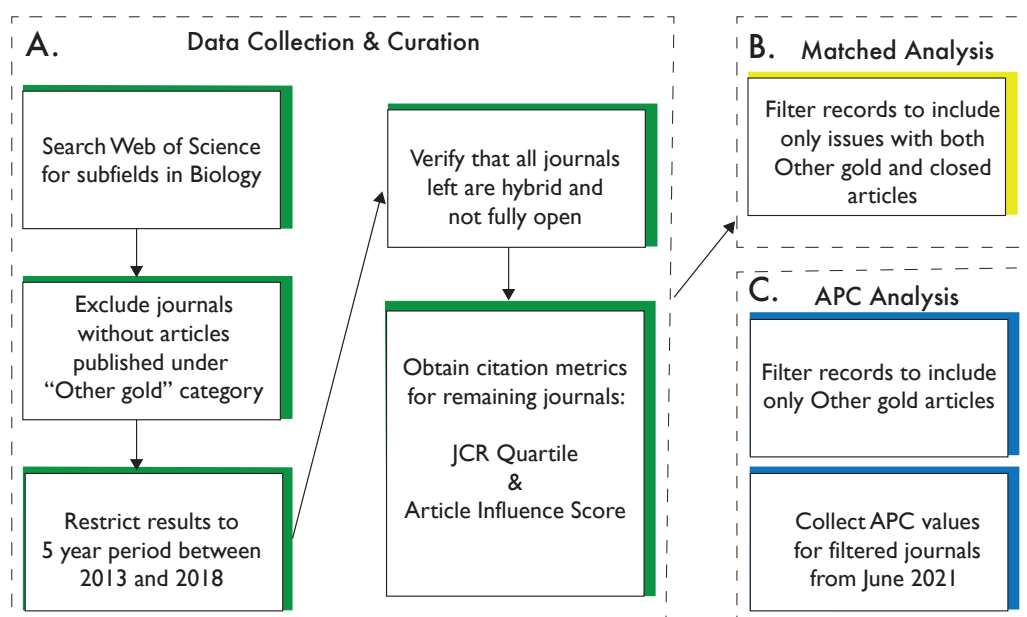 A.
Data Collection & Curation
Search Web of Science
for subfields in Biology
Exclude journals
without articles
published under
“Other gold” category
Restrict results to
5 year period between
2013 and 2018
Verify that all journals
left are hybrid and
not fully open
Obtain citation metrics
for remaining journals:
JCR Quartile
&
Article Influence Score
B.
Matched Analysis
Filter records to include
only issues with both
Other gold and closed
articles
C.
APC Analysis
Filter records to include
only Other gold articles
Collect APC values
for filtered journals
from June 2021